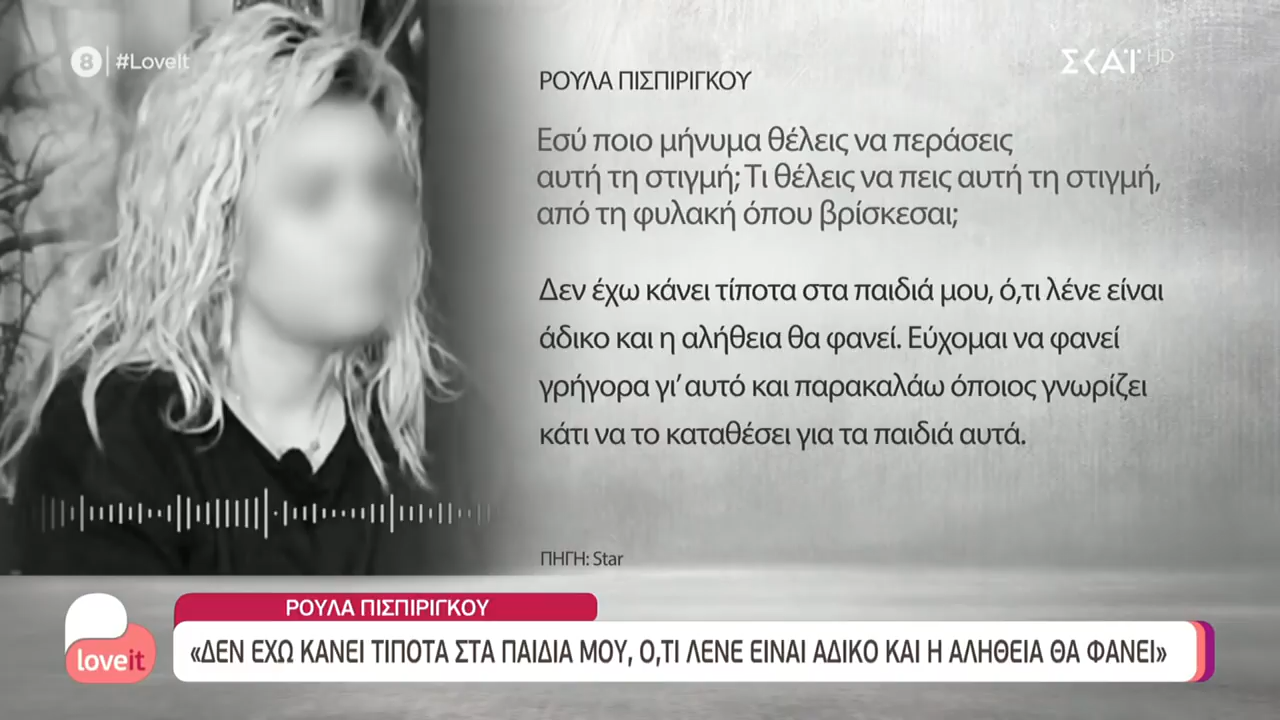 8 #LoveIt
ΣΚΑΪ HD
ΡΟΥΛΑ ΠΙΣΠΙΡΙΓΚΟΥ
Εσύ ποιο μήνυμα θέλεις να περάσεις
αυτή τη στιγμή; Τι θέλεις να πεις αυτή τη στιγμή,
από τη φυλακή όπου βρίσκεσαι;
Δεν έχω κάνει τίποτα στα παιδιά μου, ό,τι λένε είναι
άδικο και η αλήθεια θα φανεί. Εύχομαι να φανεί
γρήγορα γι' αυτό και παρακαλάω όποιος γνωρίζει
κάτι να το καταθέσει για τα παιδιά αυτά.
ΠΗΓΗ: Star
ΡΟΥΛΑ ΠΙΣΠΙΡΙΓΚΟΥ
loveit
«ΔΕΝ ΕΧΩ ΚΑΝΕΙ ΤΙΠΟΤΑ ΣΤΑ ΠΑΙΔΙΑ ΜΟΥ, Ο,ΤΙ ΛΕΝΕ ΕΙΝΑΙ ΑΔΙΚΟ ΚΑΙ Η ΑΛΗΘΕΙΑ ΘΑ ΦΑΝΕΙ»